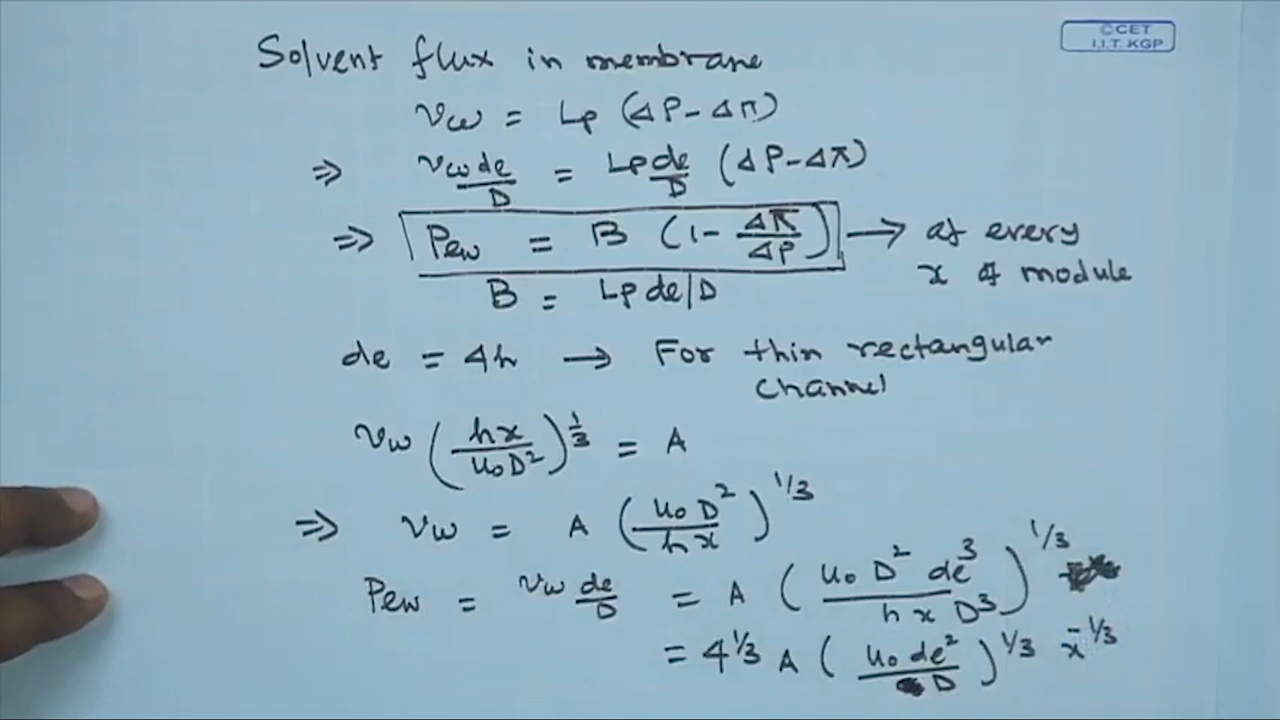 ©CET
I.I.T. KGP
Solvent flux in membrane
vw = Lp (ΔP - Δπ)
⇒ vw de/D = Lp de/D (ΔP - Δπ)
⇒ Pew = B (1 - Δπ/ΔP) → at every
x of module
B = Lp de/D
de = 4h → For thin rectangular
channel
vw (hx/u₀D²)^1/3 = A
⇒ vw = A (u₀D²/hx)^1/3
Pew = vw de/D = A (u₀ D² de³/h x D³)^1/3
= 4^1/3 A (u₀ de²/D)^1/3 x^-1/3